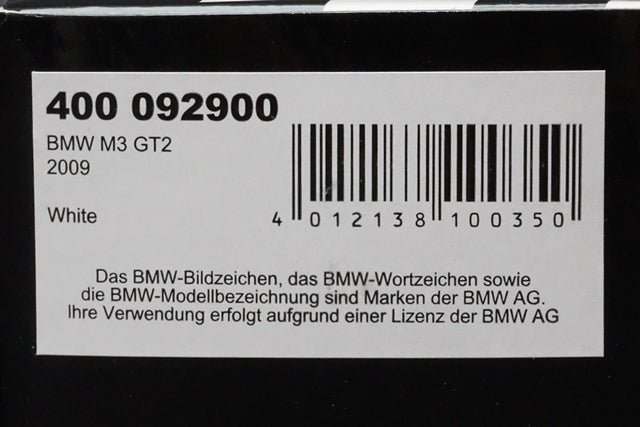 400 092900
BMW M3 GT2
2009
White
4 012138 100350
Das BMW-Bildzeichen, das BMW-Wortzeichen sowie
die BMW-Modellbezeichnung sind Marken der BMW AG.
Ihre Verwendung erfolgt aufgrund einer Lizenz der BMW AG